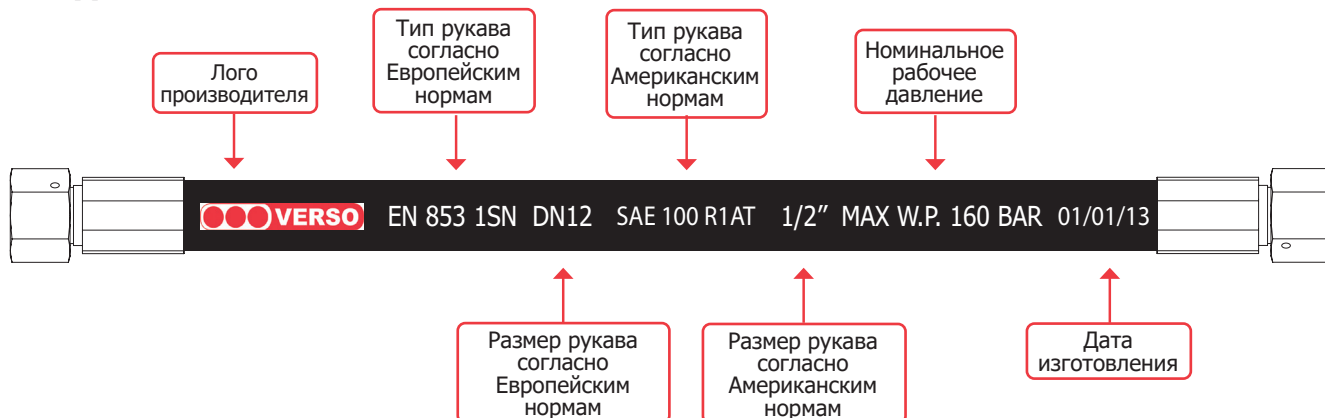 Лого
производителя
Тип рукава
согласно
Европейским
нормам
Тип рукава
согласно
Американским
нормам
Номинальное
рабочее
давление
VERSO EN 853 1SN DN12 SAE 100 R1AT 1/2” MAX W.P. 160 BAR 01/01/13
Размер рукава
согласно
Европейским
нормам
Размер рукава
согласно
Американским
нормам
Дата
изготовления